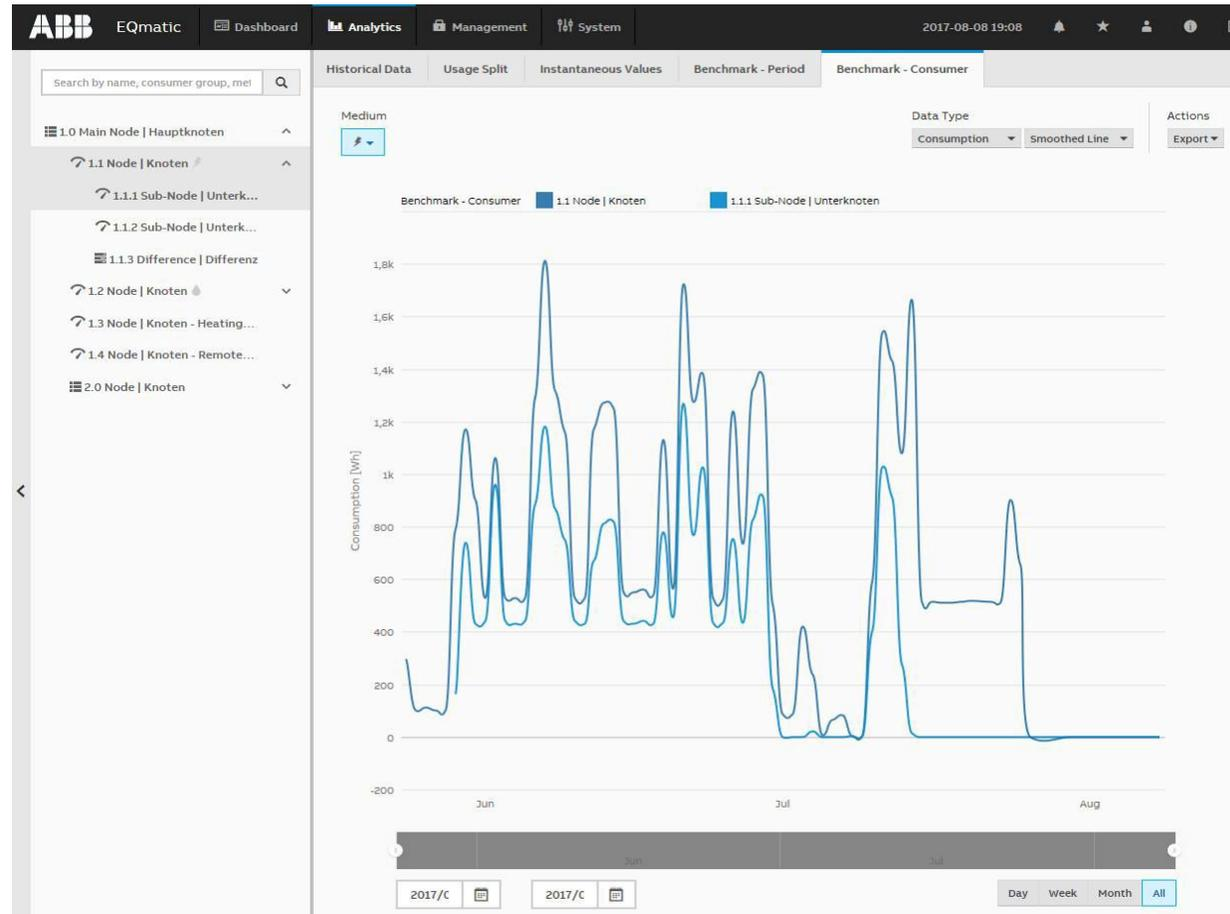 ABB EQmatic Dashboard Analytics Management System 2017-08-08 19:08
Historical Data Usage Split Instantaneous Values Benchmark - Period Benchmark - Consumer
Search by name, consumer group, met
1.0 Main Node | Hauptknoten
1.1 Node | Knoten
1.1.1 Sub-Node | Unterk...
1.1.2 Sub-Node | Unterk...
1.1.3 Difference | Differenz
1.2 Node | Knoten
1.3 Node | Knoten - Heating...
1.4 Node | Knoten - Remote...
2.0 Node | Knoten
Medium Data Type Actions
Consumption Smoothed Line Export
Benchmark - Consumer 1.1 Node | Knoten 1.1.1 Sub-Node | Unterknoten
Consumption [Wh]
1,8k
1,6k
1,4k
1,2k
1k
800
600
400
200
0
-200
Jun Jul Aug
Jun Jul
2017/0 2017/0 Day Week Month All